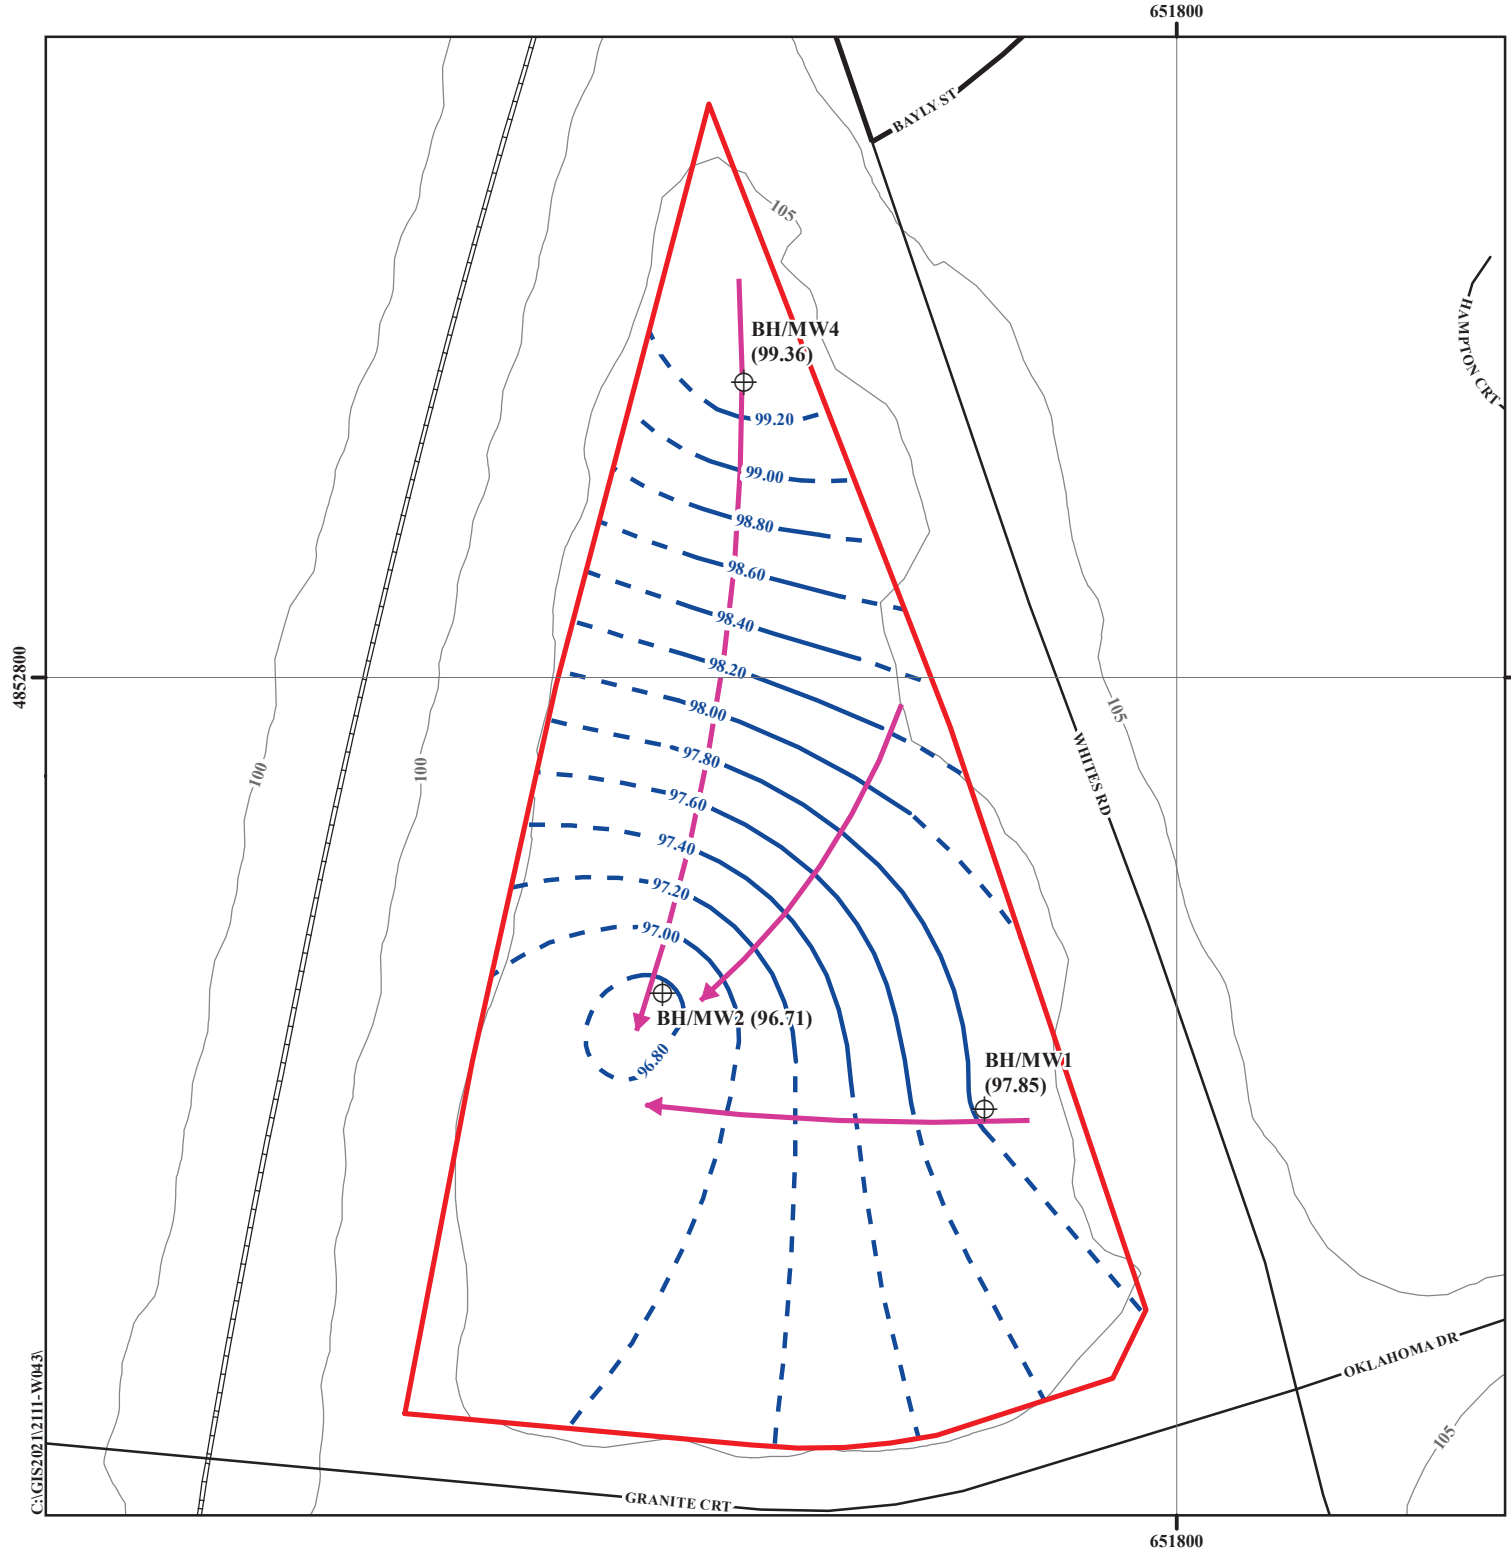 651800
BAYLY ST
105
HAMPTON CRT
BH/MW4
(99.36)
99.20
99.00
98.80
98.60
98.40
4852800
98.20
98.00
105
WHITES RD
97.80
100
100
97.60
97.40
97.20
97.00
BH/MW2 (96.71)
96.80
BH/MW1
(97.85)
OKLAHOMA DR
105
C:\GIS2021\2111-W043\
GRANITE CRT
651800